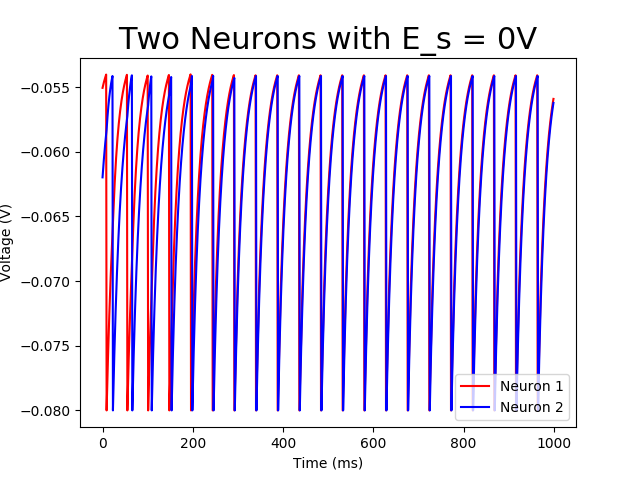 Two Neurons with E_s = 0V
−0.055
−0.060
−0.065
−0.070
−0.075
−0.080
Voltage (V)
0
200
400
600
800
1000
Time (ms)
Neuron 1
Neuron 2